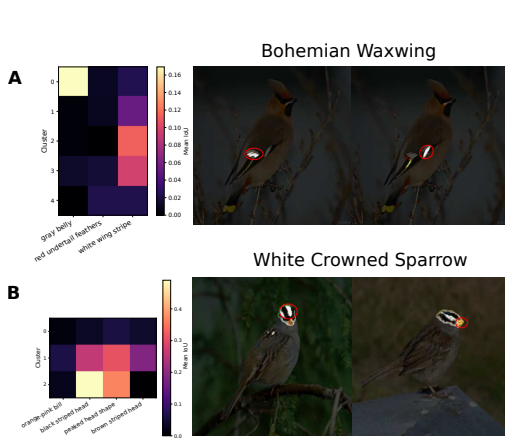 Bohemian Waxwing
A
0
1
2
3
4
Cluster
gray belly
red undertail feathers
white wing stripe
0.16
0.14
0.12
0.10
0.08
0.06
0.04
0.02
0.00
Mean IoU
White Crowned Sparrow
B
0
1
2
Cluster
orange-pink bill
black striped head
peaked head shape
brown striped head
0.4
0.3
0.2
0.1
0.0
Mean IoU